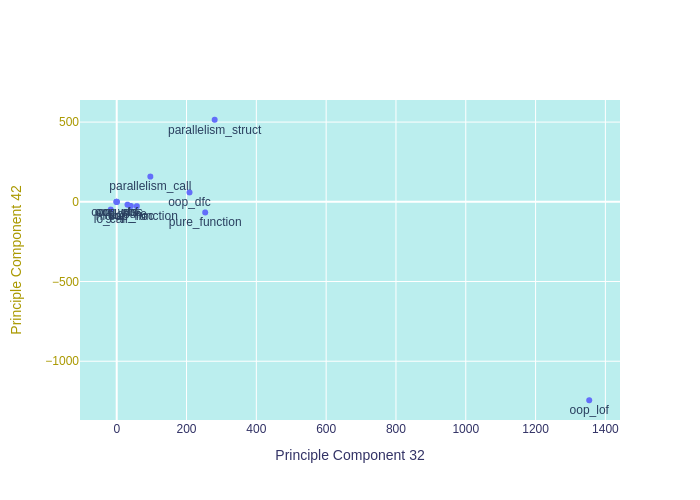 500
parallelism_struct
parallelism_call
oop_dfc
0
pure_function
−500
−1000
oop_lof
0
200
400
600
800
1000
1200
1400
Principle Component 32
Principle Component 42